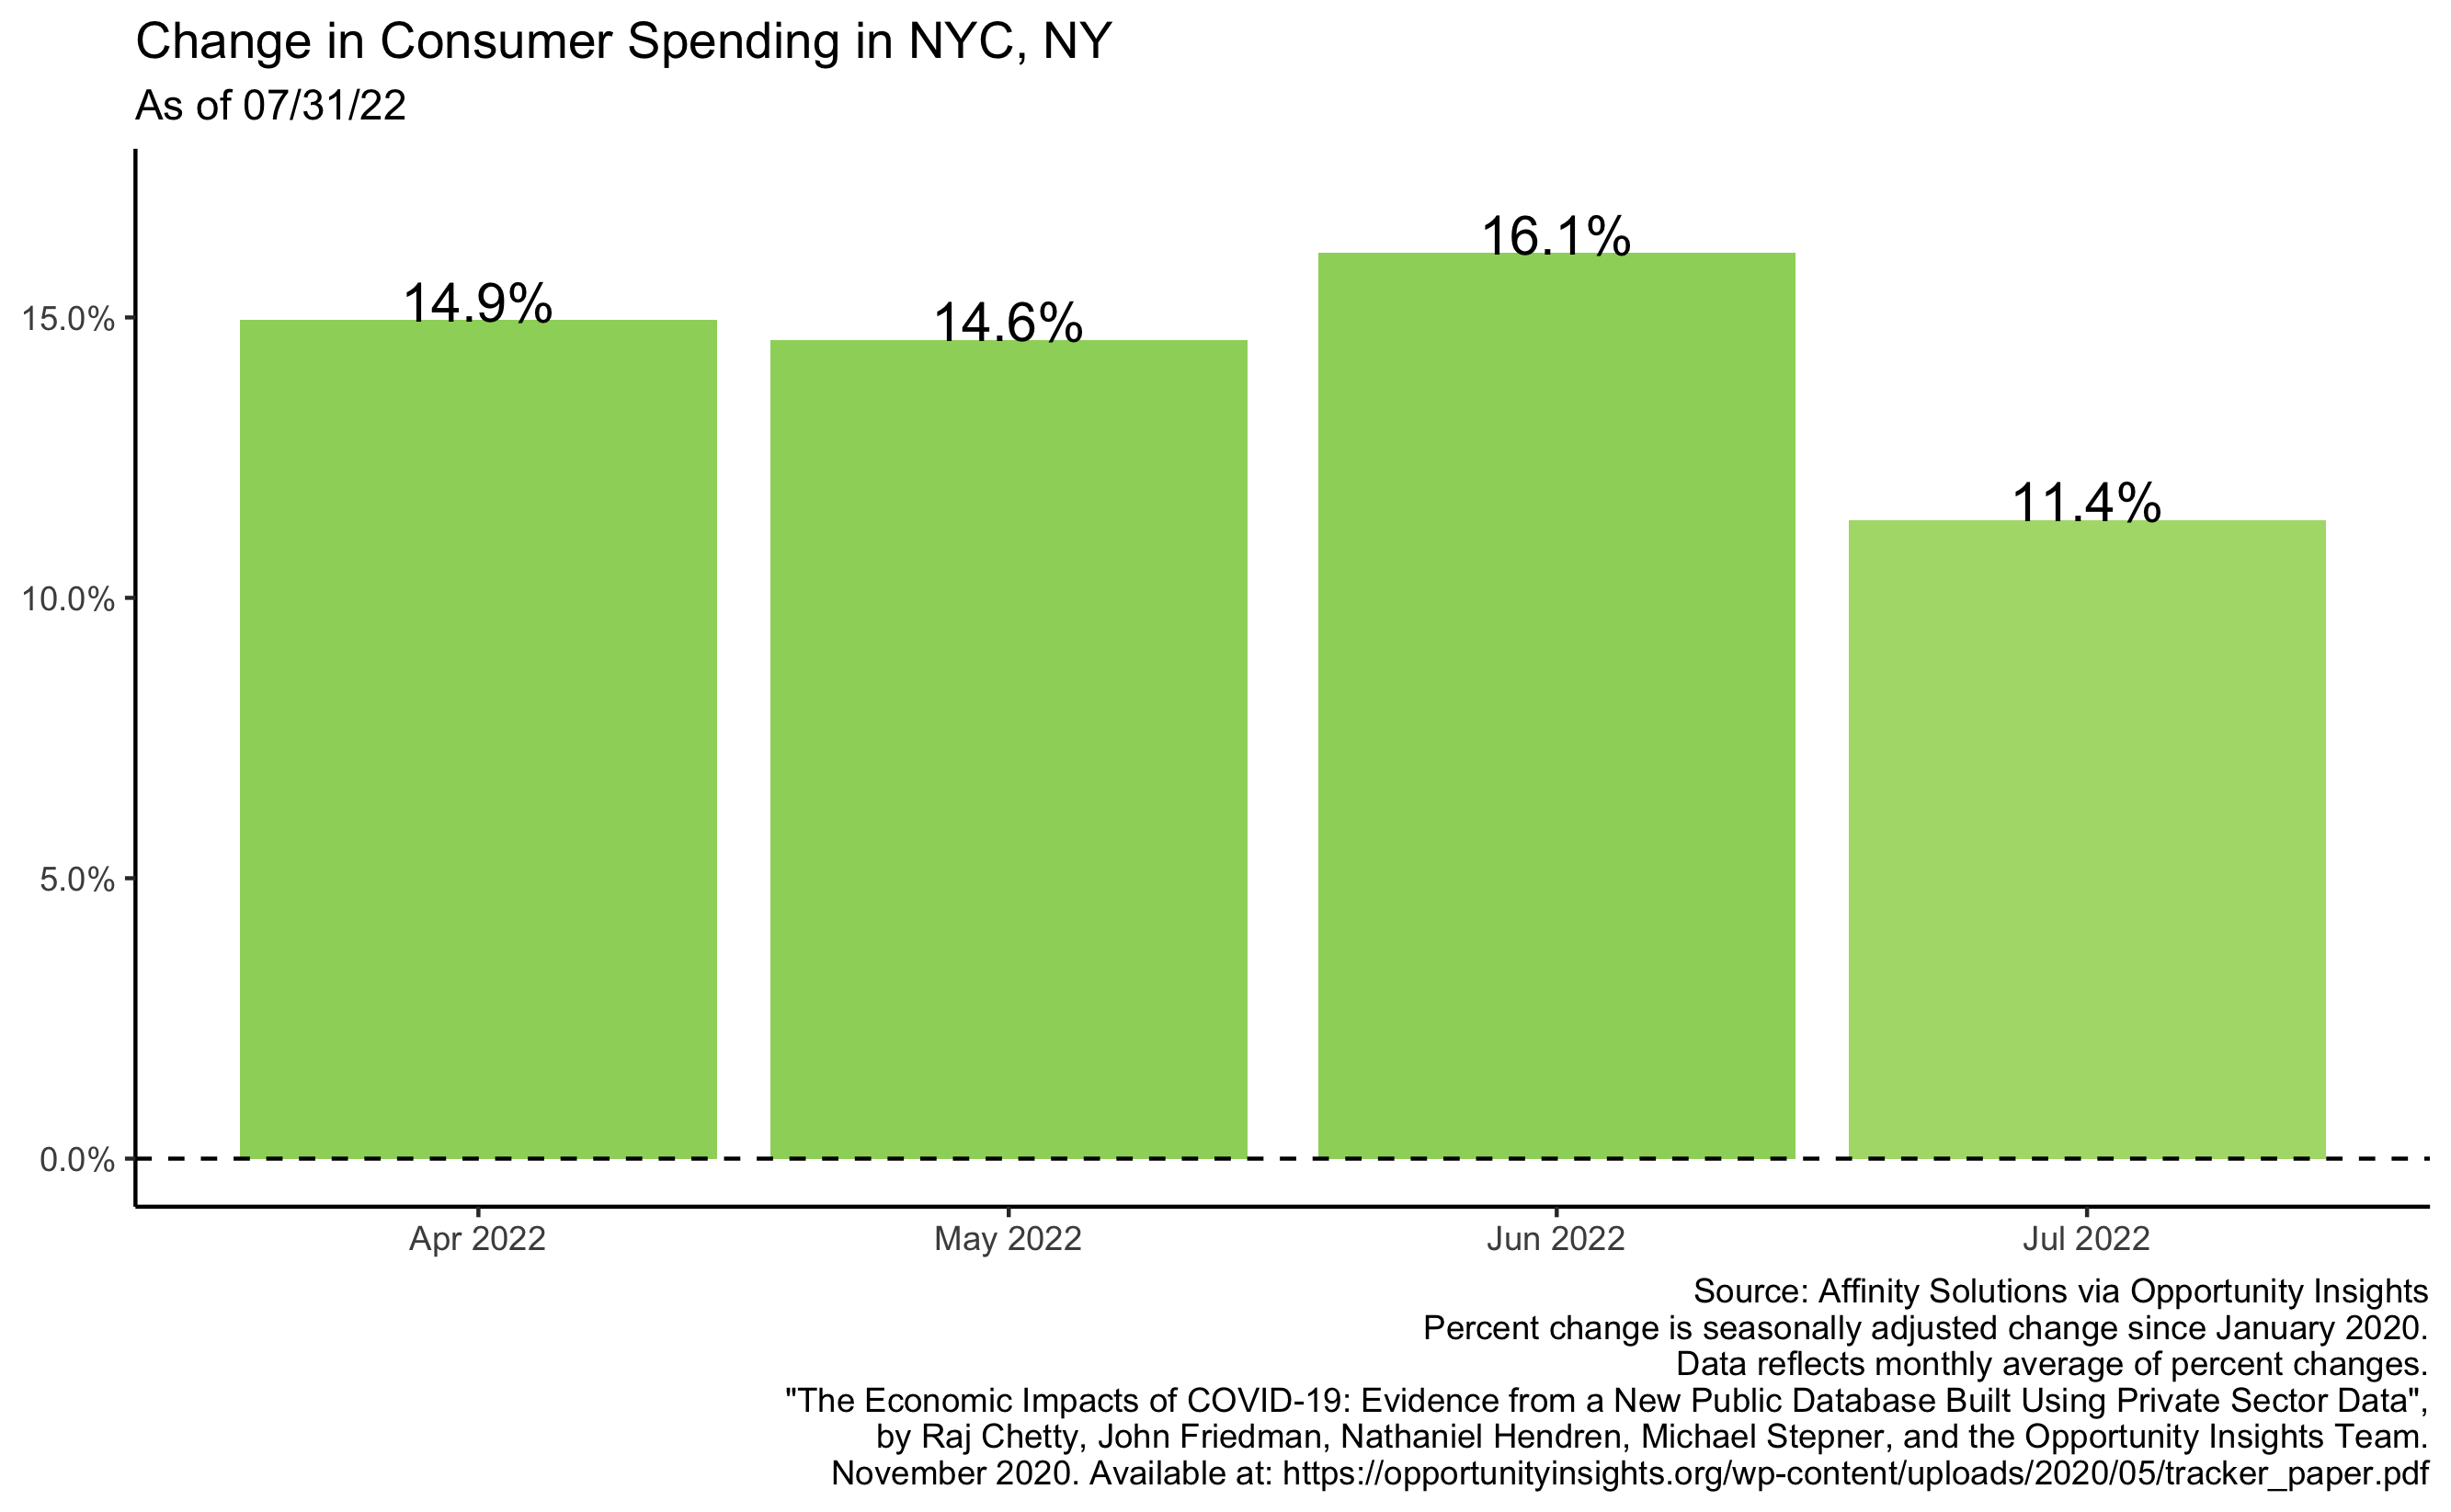 Change in Consumer Spending in NYC, NY
As of 07/31/22
16.1%
14.9%
14.6%
11.4%
15.0%
10.0%
5.0%
0.0%
Apr 2022 May 2022 Jun 2022 Jul 2022
Source: Affinity Solutions via Opportunity Insights
Percent change is seasonally adjusted change since January 2020.
Data reflects monthly average of percent changes.
"The Economic Impacts of COVID-19: Evidence from a New Public Database Built Using Private Sector Data",
by Raj Chetty, John Friedman, Nathaniel Hendren, Michael Stepner, and the Opportunity Insights Team.
November 2020. Available at: https://opportunityinsights.org/wp-content/uploads/2020/05/tracker_paper.pdf